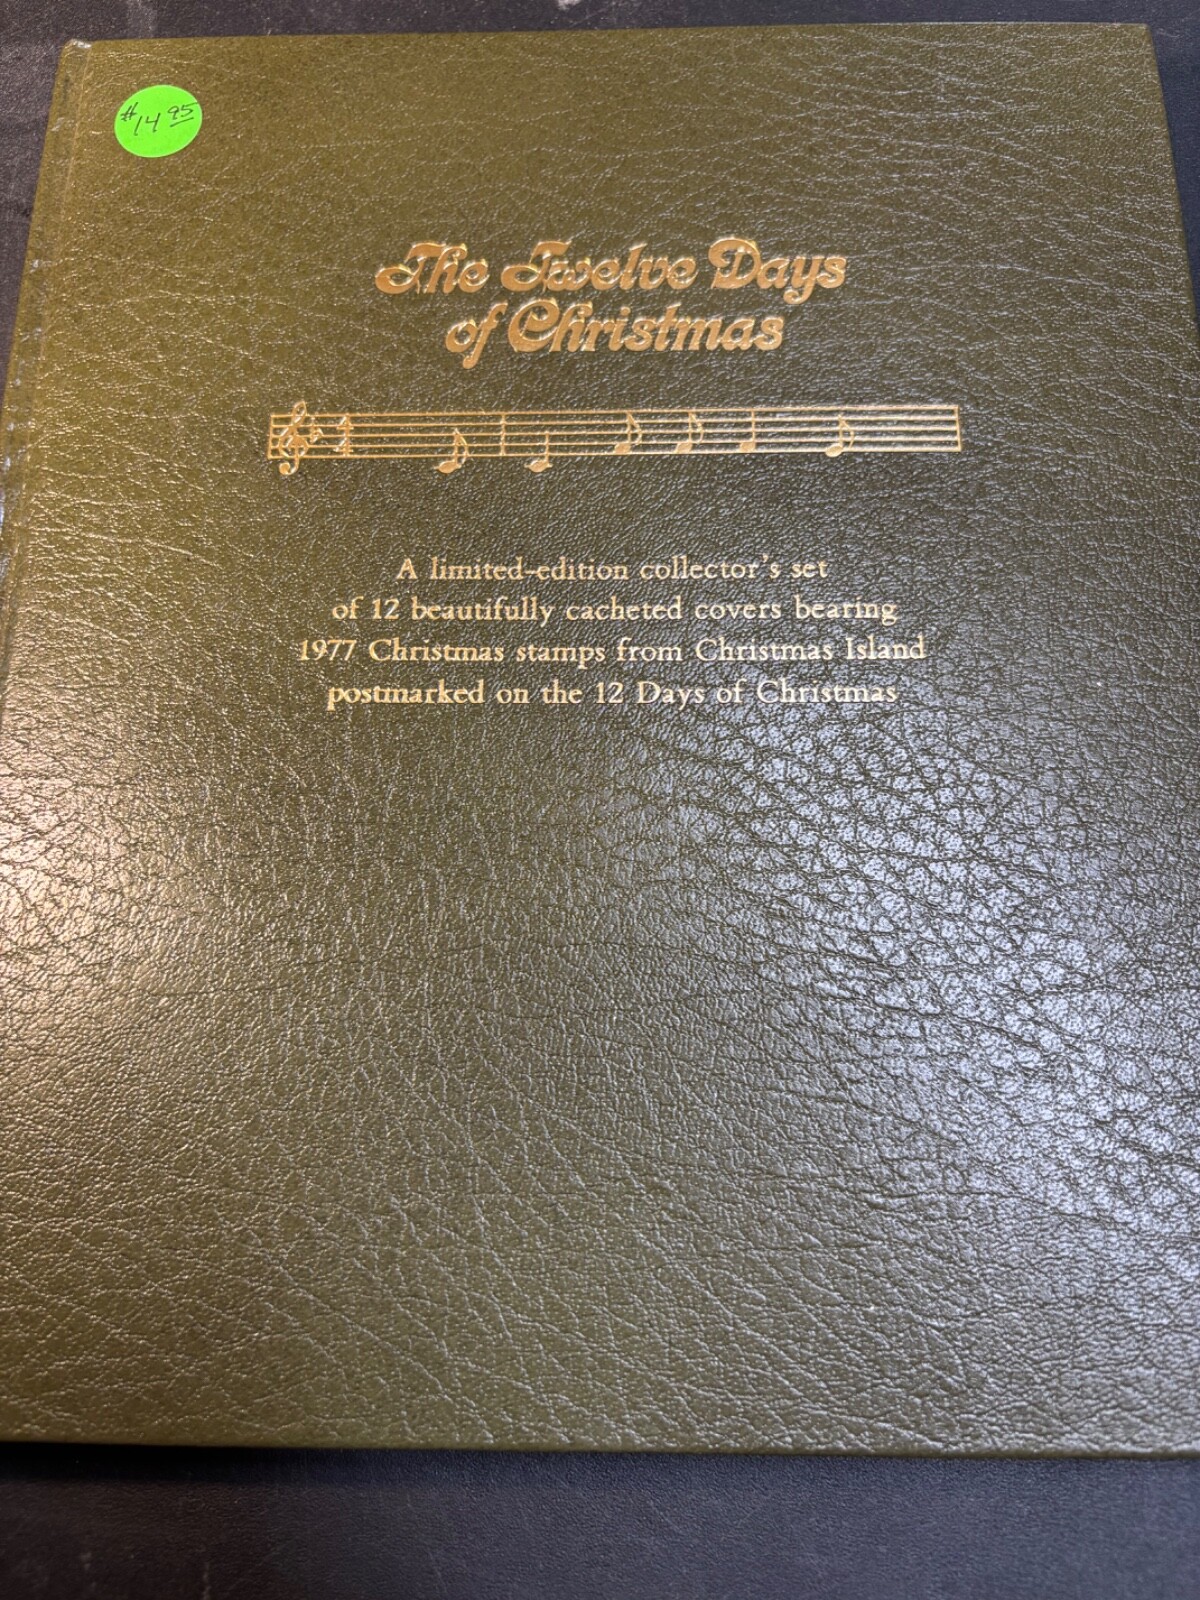 $14 95
The Twelve Days
of Christmas
A limited-edition collector's set
of 12 beautifully cacheted covers bearing
1977 Christmas stamps from Christmas Island
postmarked on the 12 Days of Christmas